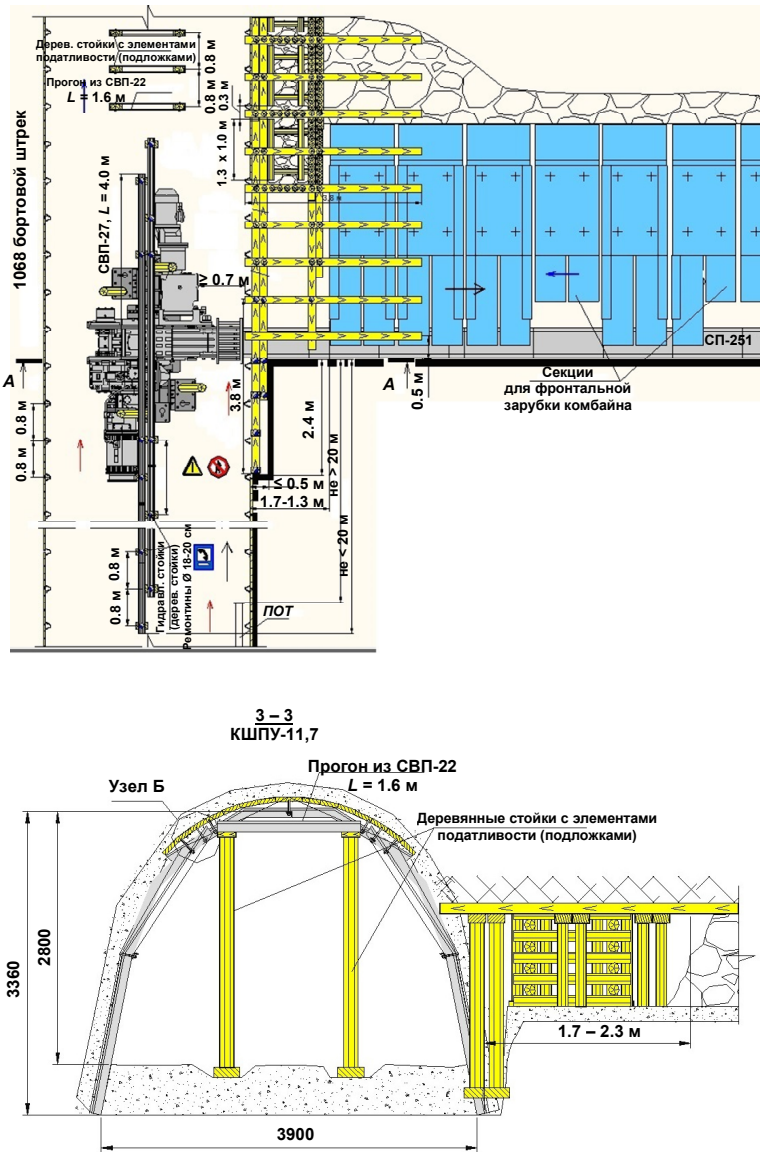 Дерев. стойки с элементами
податливости (подложками)
Прогон из СВП-22
L = 1.6 м
0.8 м
0.8 м
0.3 м
1.3 x 1.0 м
3,8 м
1068 бортовой штрек
СВП-27, L = 4.0 м
≥ 0.7 м
СП-251
А
А
Секции
для фронтальной
зарубки комбайна
0.5 м
3.8 м
2.4 м
0.8 м
0.8 м
≤ 0.5 м
1.7-1.3 м
не > 20 м
не < 20 м
0.8 м
0.8 м
Гидравл. стойки
(дерев. стойки)
Ремонтины Ø 18-20 см
ПОТ
3 – 3
КШПУ-11,7
Прогон из СВП-22
L = 1.6 м
Узел Б
Деревянные стойки с элементами
податливости (подложками)
3360
2800
1.7 – 2.3 м
3900